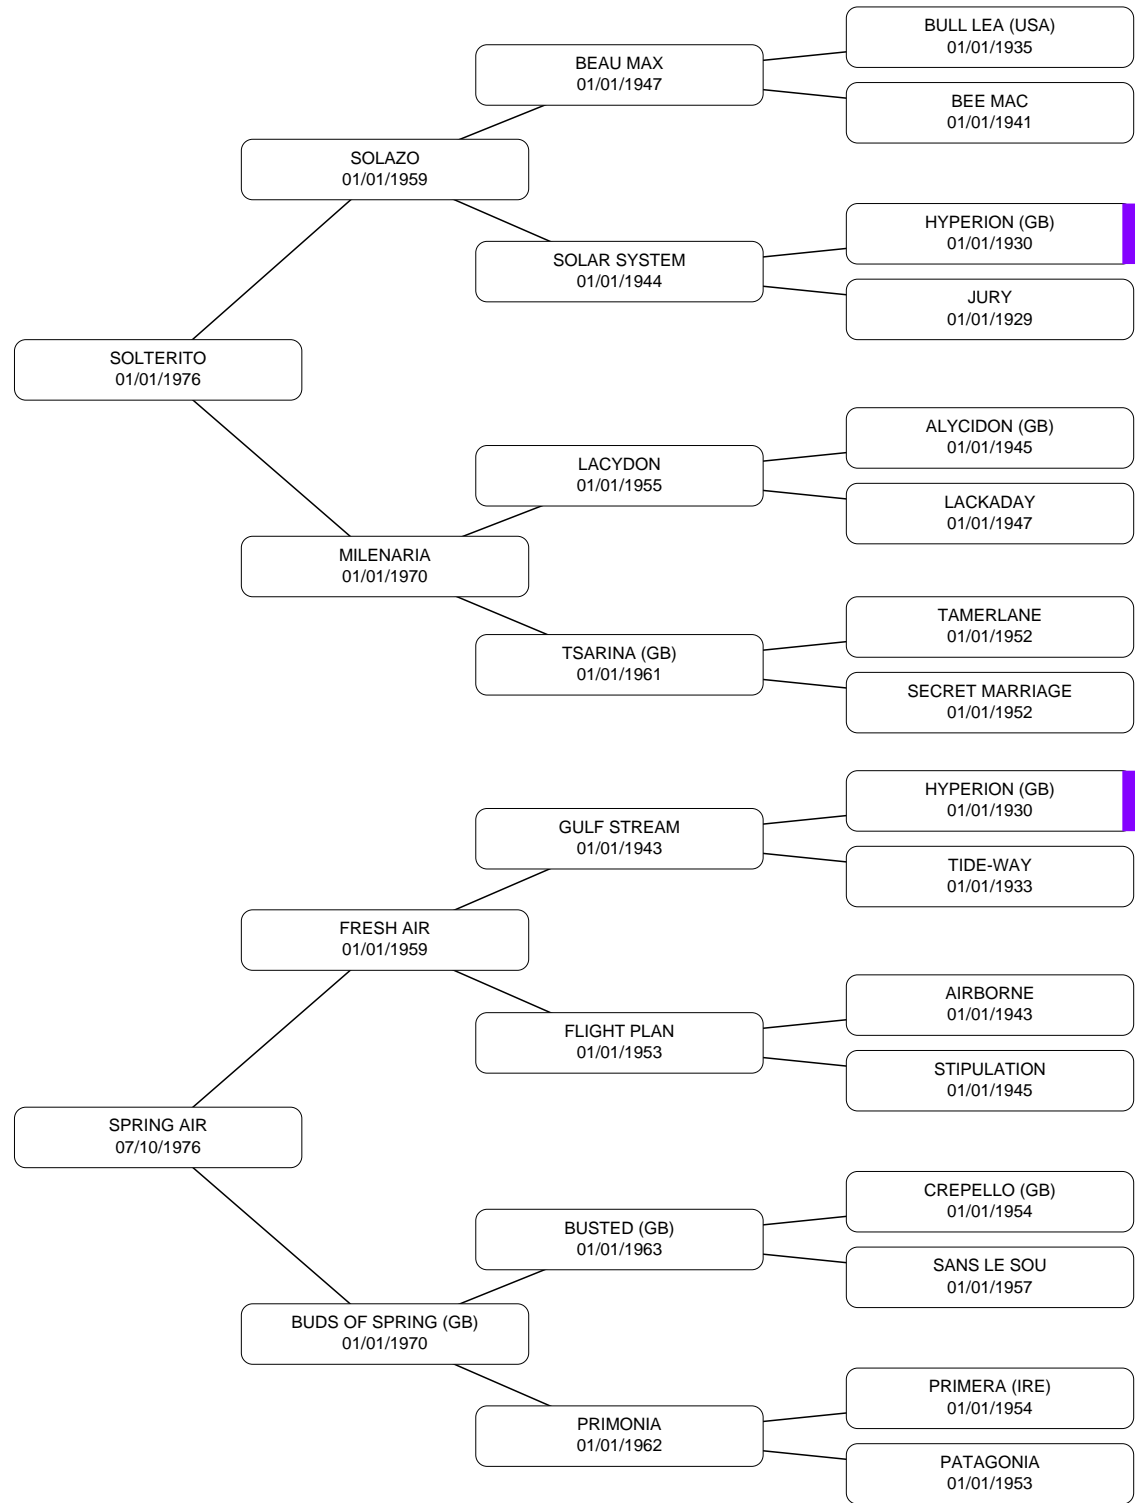 BULL LEA (USA)
01/01/1935
BEAU MAX
01/01/1947
BEE MAC
01/01/1941
SOLAZO
01/01/1959
HYPERION (GB)
01/01/1930
SOLAR SYSTEM
01/01/1944
JURY
01/01/1929
SOLTERITO
01/01/1976
ALYCIDON (GB)
01/01/1945
LACYDON
01/01/1955
LACKADAY
01/01/1947
MILENARIA
01/01/1970
TAMERLANE
01/01/1952
TSARINA (GB)
01/01/1961
SECRET MARRIAGE
01/01/1952
HYPERION (GB)
01/01/1930
GULF STREAM
01/01/1943
TIDE-WAY
01/01/1933
FRESH AIR
01/01/1959
AIRBORNE
01/01/1943
FLIGHT PLAN
01/01/1953
STIPULATION
01/01/1945
SPRING AIR
07/10/1976
CREPELLO (GB)
01/01/1954
BUSTED (GB)
01/01/1963
SANS LE SOU
01/01/1957
BUDS OF SPRING (GB)
01/01/1970
PRIMERA (IRE)
01/01/1954
PRIMONIA
01/01/1962
PATAGONIA
01/01/1953